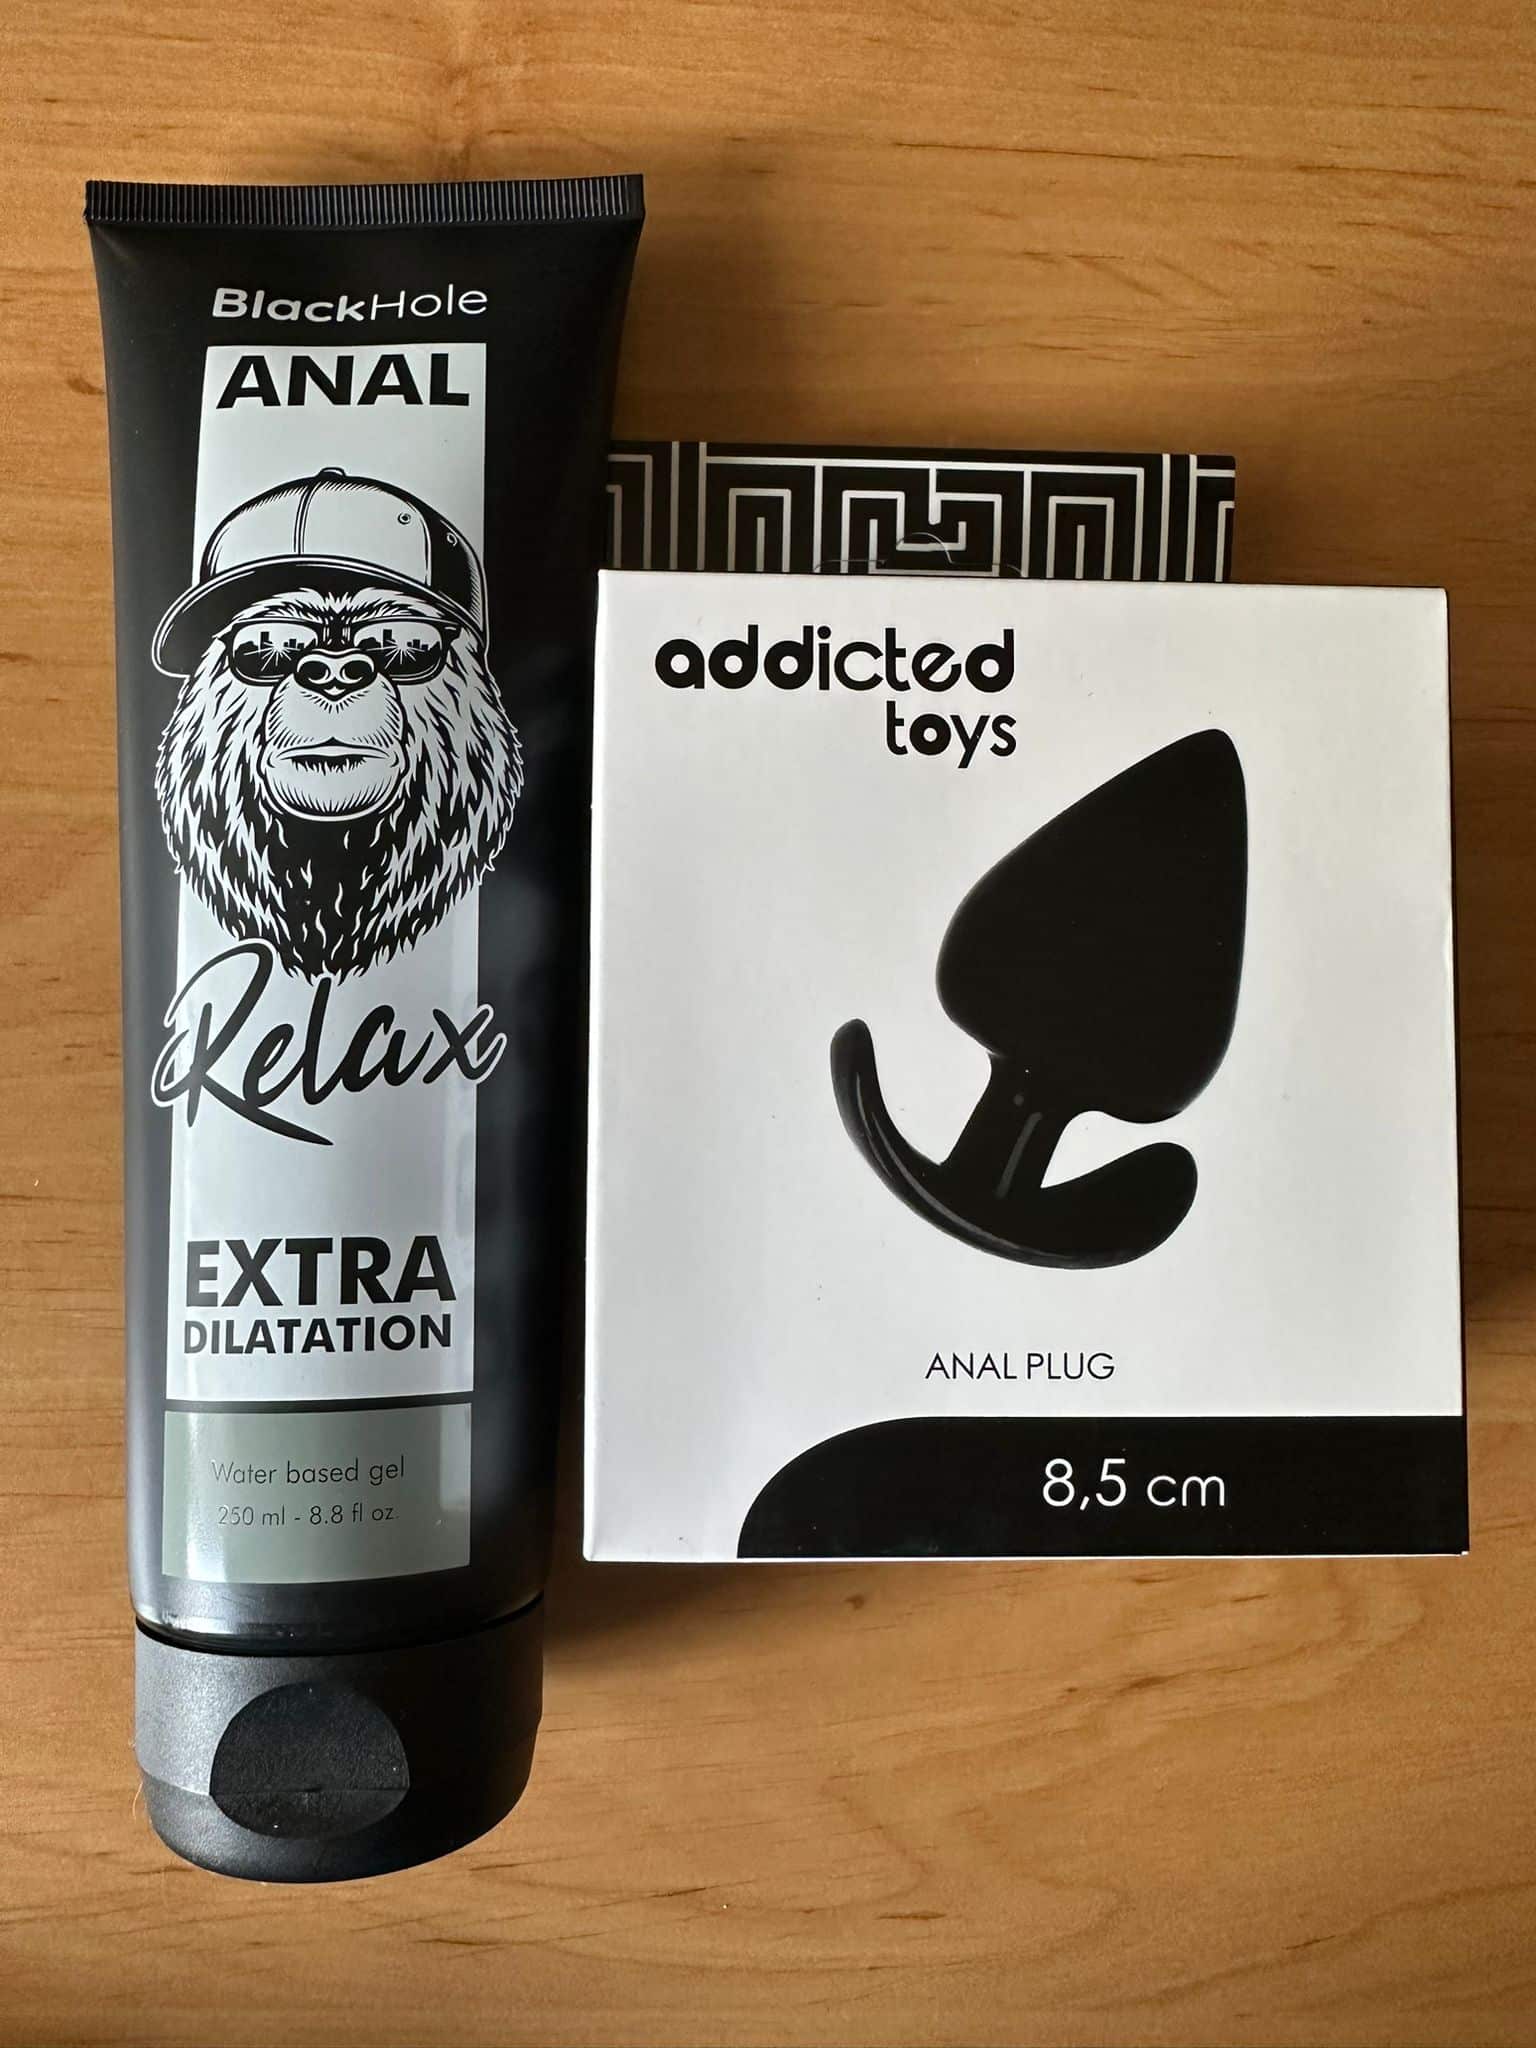 BlackHole
ANAL
Relax
EXTRA
DILATATION
Water based gel
250 ml - 8.8 fl oz.
addicted
toys
ANAL PLUG
8,5 cm